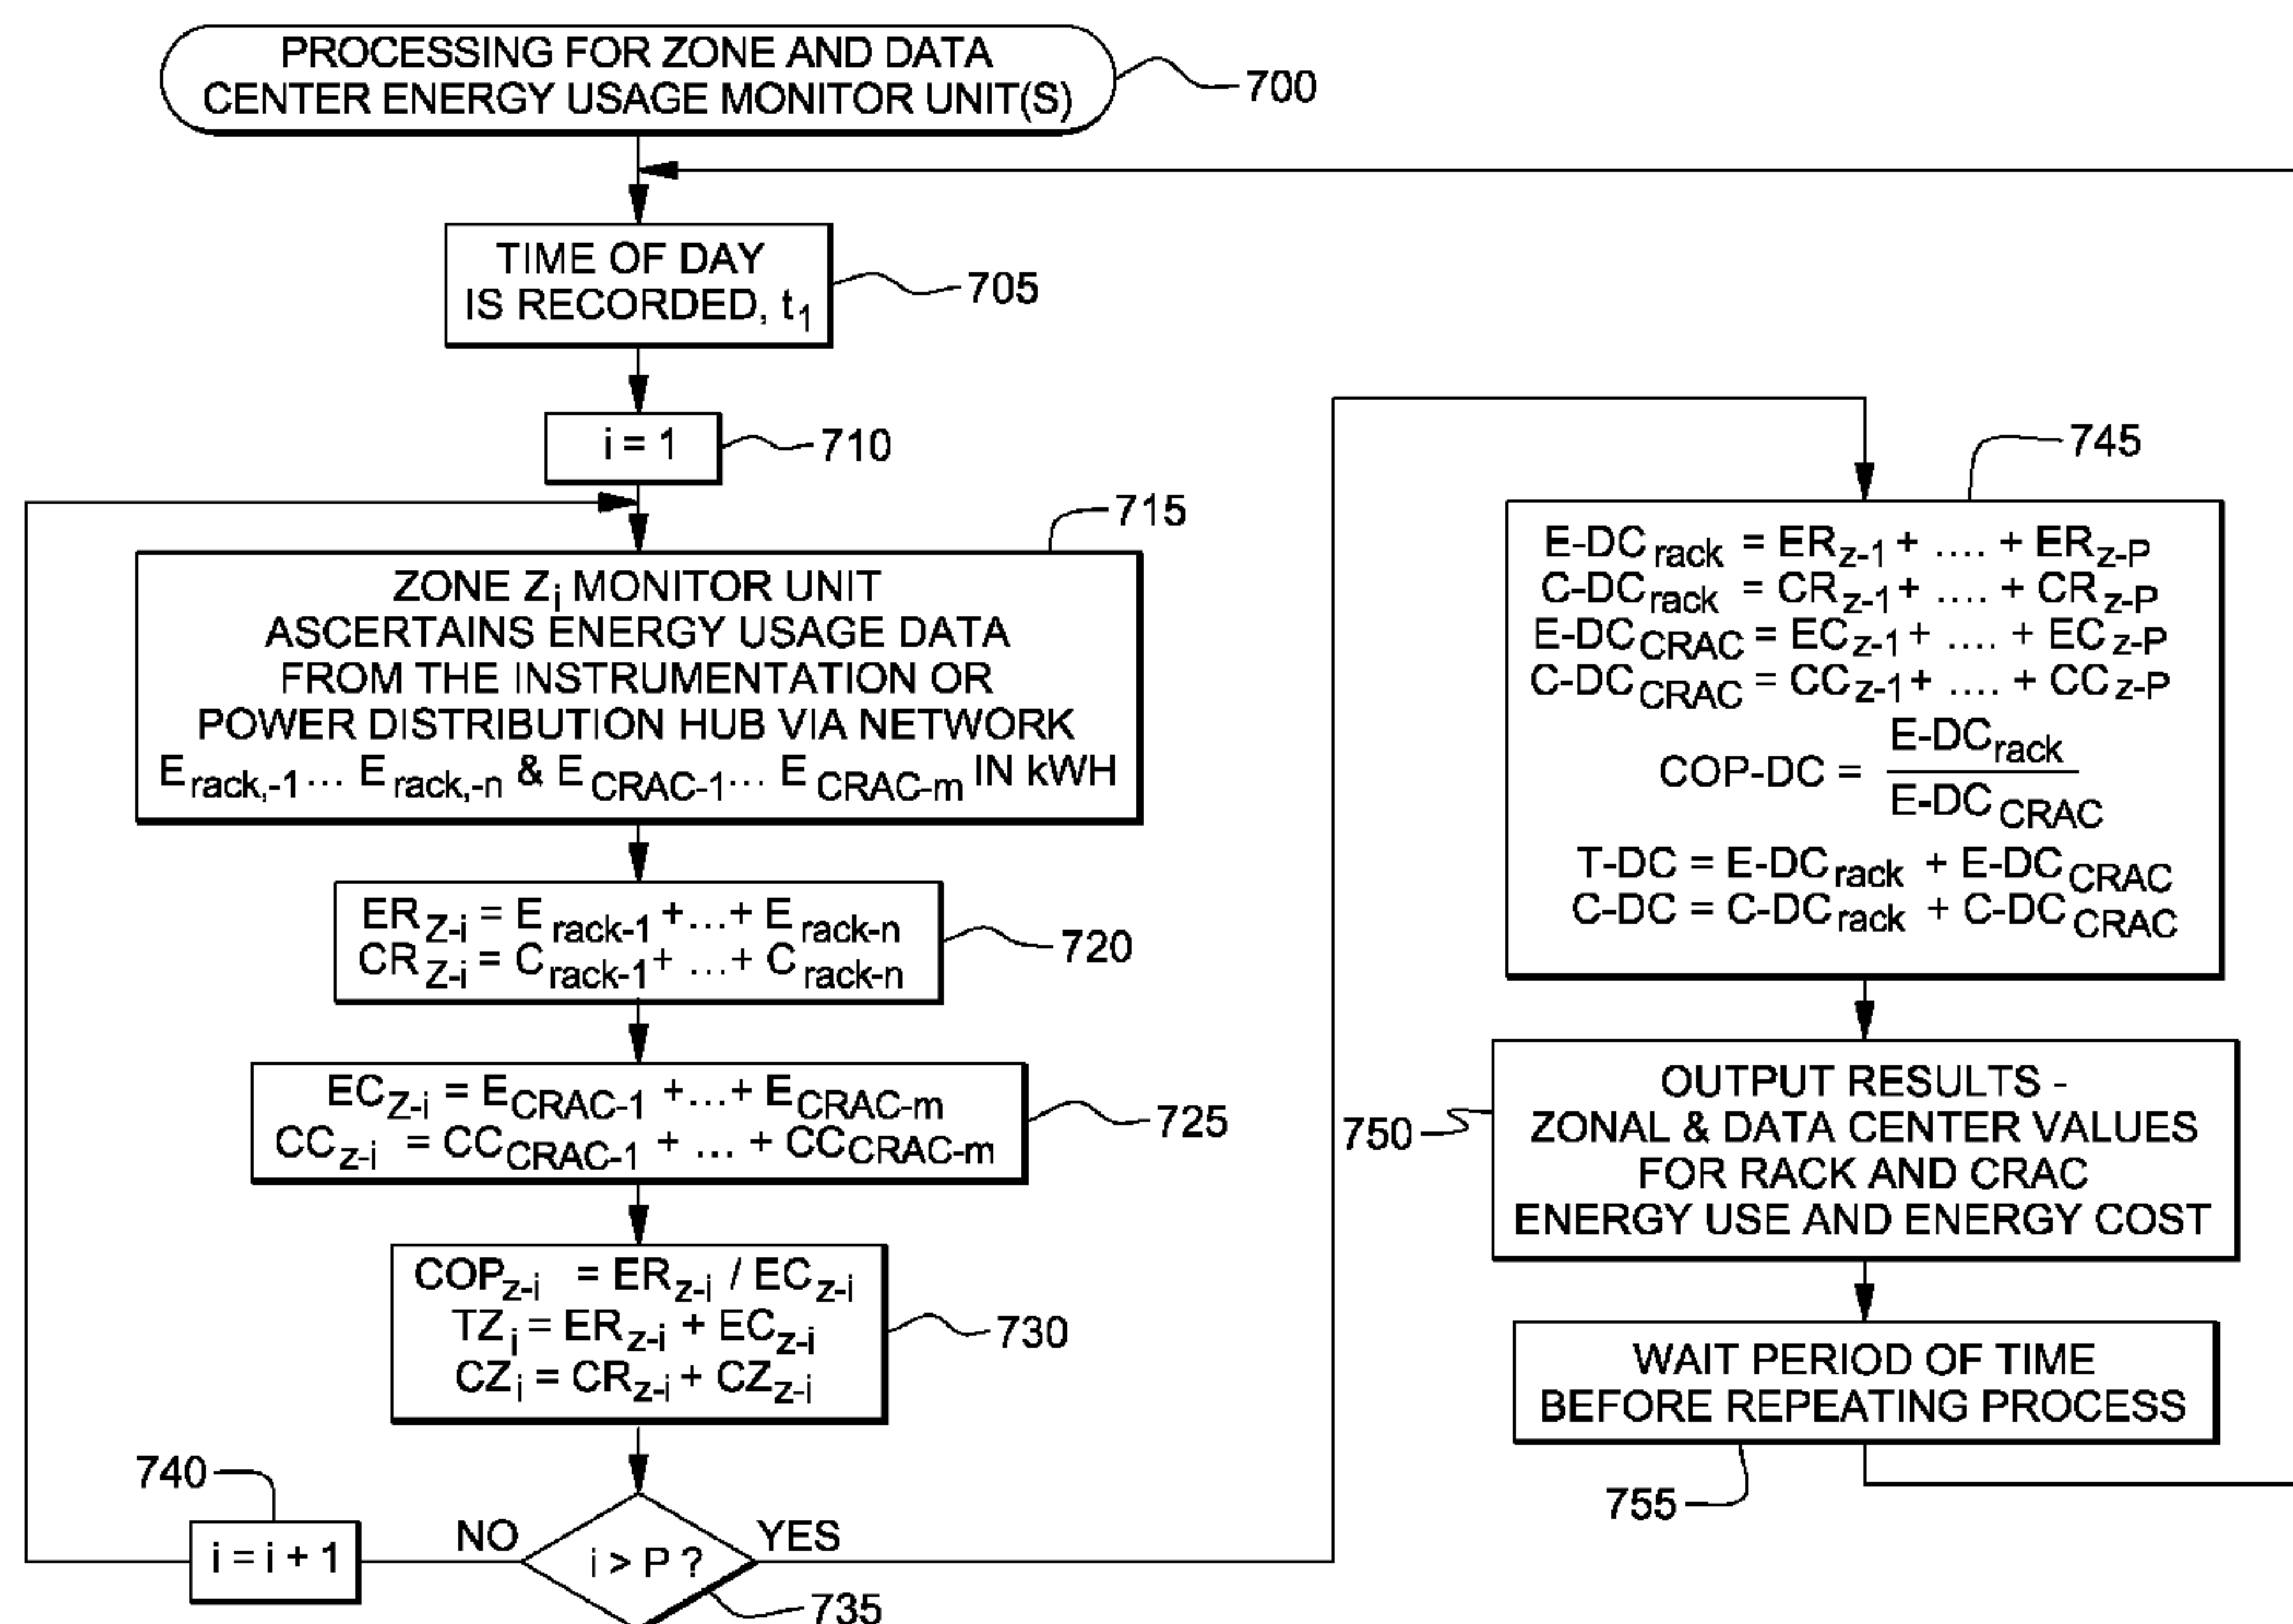 PROCESSING FOR ZONE AND DATA
CENTER ENERGY USAGE MONITOR UNIT(S)
700
TIME OF DAY
IS RECORDED, t1
705
i = 1
710
715
ZONE Zi MONITOR UNIT
ASCERTAINS ENERGY USAGE DATA
FROM THE INSTRUMENTATION OR
POWER DISTRIBUTION HUB VIA NETWORK
Erack,-1... Erack,-n & ECRAC-1... ECRAC-m IN kWH
ERZ-i = Erack-1 +...+ Erack-n
CRZ-i = Crack-1 + ...+ Crack-n
720
ECZ-i = ECRAC-1 +...+ ECRAC-m
CCz-i = CCCRAC-1 + ... + CCCRAC-m
725
COPz-i = ERz-i / ECz-i
TZi = ERz-i + ECz-i
CZi = CRz-i + CZz-i
730
i > P ?
735
NO
YES
740
i = i + 1
745
E-DCrack = ERz-1 + .... + ERz-P
C-DCrack = CRz-1 + .... + CRz-P
E-DCCRAC = ECz-1 + .... + ECz-P
C-DCCRAC = CCz-1 + .... + CCz-P
COP-DC = E-DCrack / E-DCCRAC
T-DC = E-DCrack + E-DCCRAC
C-DC = C-DCrack + C-DCCRAC
750
OUTPUT RESULTS -
ZONAL & DATA CENTER VALUES
FOR RACK AND CRAC
ENERGY USE AND ENERGY COST
WAIT PERIOD OF TIME
BEFORE REPEATING PROCESS
755